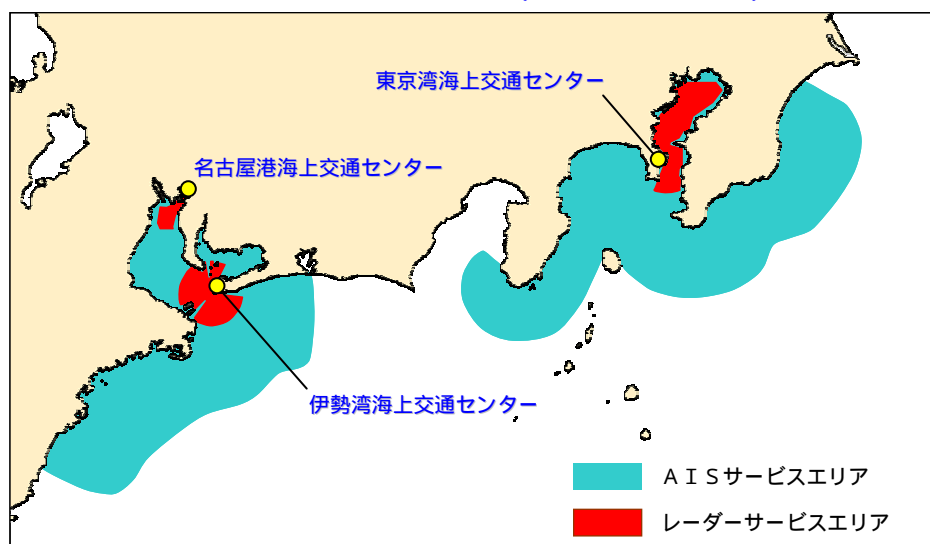 東京湾海上交通センター
名古屋港海上交通センター
伊勢湾海上交通センター
ＡＩＳサービスエリア
レーダーサービスエリア